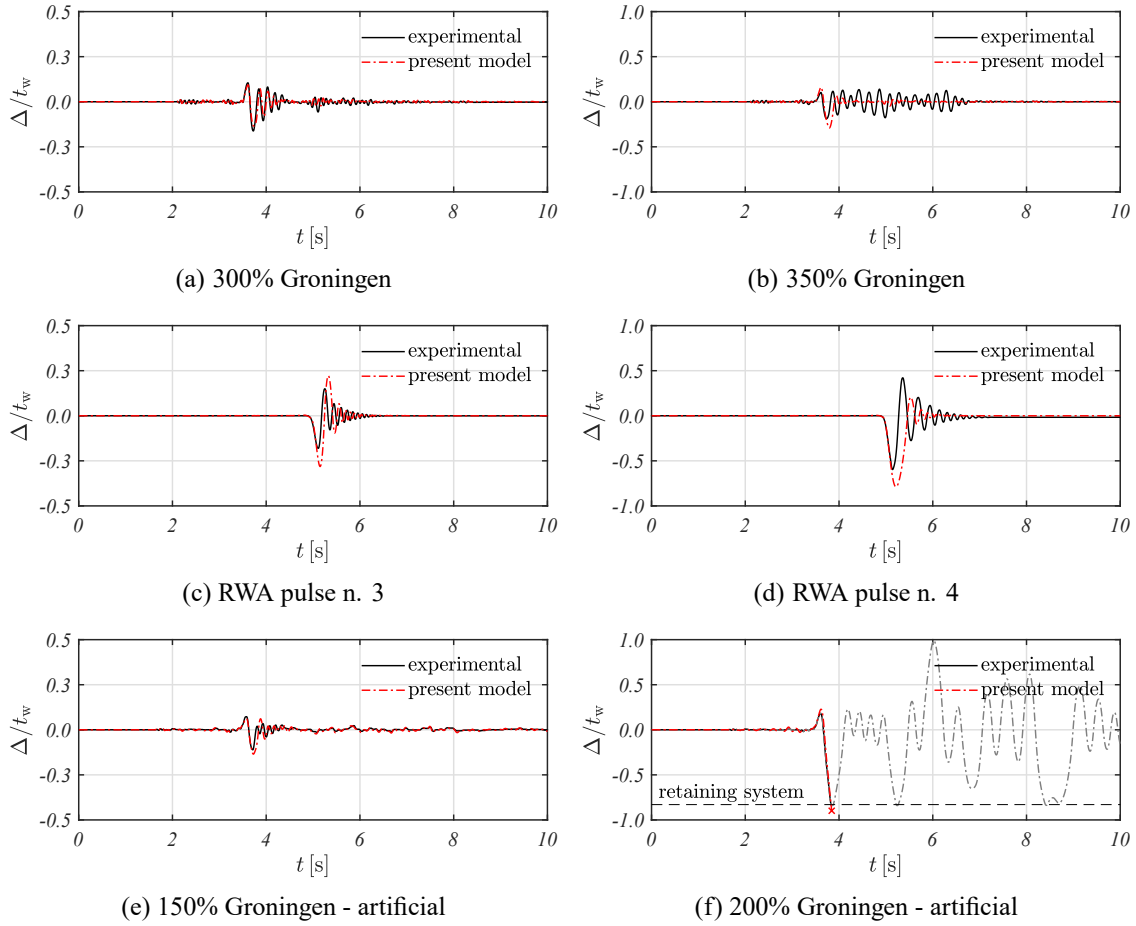 0.5
0.3
0.0
-0.3
-0.5
Δ/t_w
experimental
present model
0 2 4 6 8 10
t [s]
(a) 300% Groningen
1.0
0.5
0.0
-0.5
-1.0
Δ/t_w
experimental
present model
0 2 4 6 8 10
t [s]
(b) 350% Groningen
0.5
0.3
0.0
-0.3
-0.5
Δ/t_w
experimental
present model
0 2 4 6 8 10
t [s]
(c) RWA pulse n. 3
1.0
0.5
0.0
-0.5
-1.0
Δ/t_w
experimental
present model
0 2 4 6 8 10
t [s]
(d) RWA pulse n. 4
0.5
0.3
0.0
-0.3
-0.5
Δ/t_w
experimental
present model
0 2 4 6 8 10
t [s]
(e) 150% Groningen - artificial
1.0
0.5
0.0
-0.5
-1.0
Δ/t_w
experimental
present model
retaining system
0 2 4 6 8 10
t [s]
(f) 200% Groningen - artificial